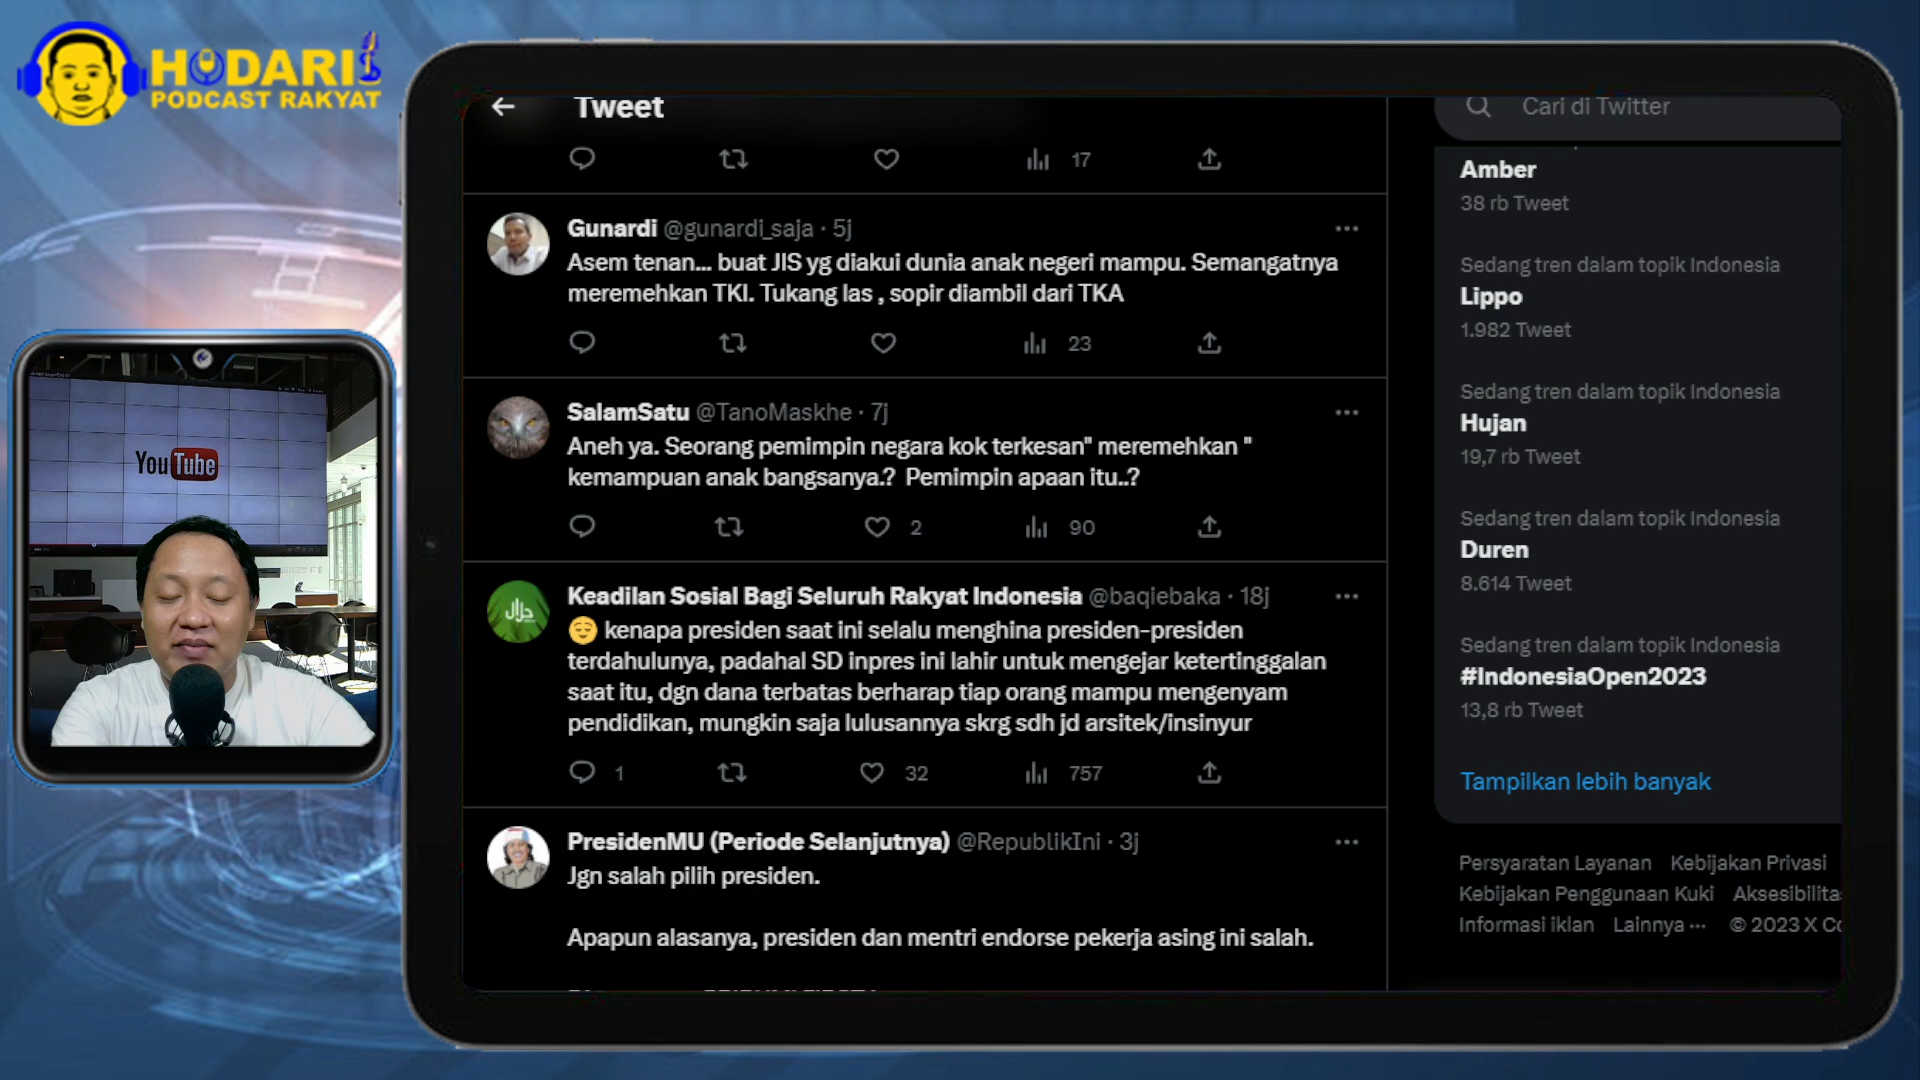 HODARI
PODCAST RAKYAT
YouTube
Tweet
17
Gunardi @gunardi_saja · 5j
Asem tenan... buat JIS yg diakui dunia anak negeri mampu. Semangatnya
meremehkan TKI. Tukang las , sopir diambil dari TKA
23
SalamSatu @TanoMaskhe · 7j
Aneh ya. Seorang pemimpin negara kok terkesan" meremehkan "
kemampuan anak bangsanya.? Pemimpin apaan itu..?
2 90
Keadilan Sosial Bagi Seluruh Rakyat Indonesia @baqiebaka · 18j
😌 kenapa presiden saat ini selalu menghina presiden-presiden
terdahulunya, padahal SD inpres ini lahir untuk mengejar ketertinggalan
saat itu, dgn dana terbatas berharap tiap orang mampu mengenyam
pendidikan, mungkin saja lulusannya skrg sdh jd arsitek/insinyur
1 32 757
PresidenMU (Periode Selanjutnya) @RepublikIni · 3j
Jgn salah pilih presiden.
Apapun alasanya, presiden dan mentri endorse pekerja asing ini salah.
Cari di Twitter
Amber
38 rb Tweet
Sedang tren dalam topik Indonesia
Lippo
1.982 Tweet
Sedang tren dalam topik Indonesia
Hujan
19,7 rb Tweet
Sedang tren dalam topik Indonesia
Duren
8.614 Tweet
Sedang tren dalam topik Indonesia
#IndonesiaOpen2023
13,8 rb Tweet
Tampilkan lebih banyak
Persyaratan Layanan Kebijakan Privasi
Kebijakan Penggunaan Kuki Aksesibilitas
Informasi iklan Lainnya ··· © 2023 X Co